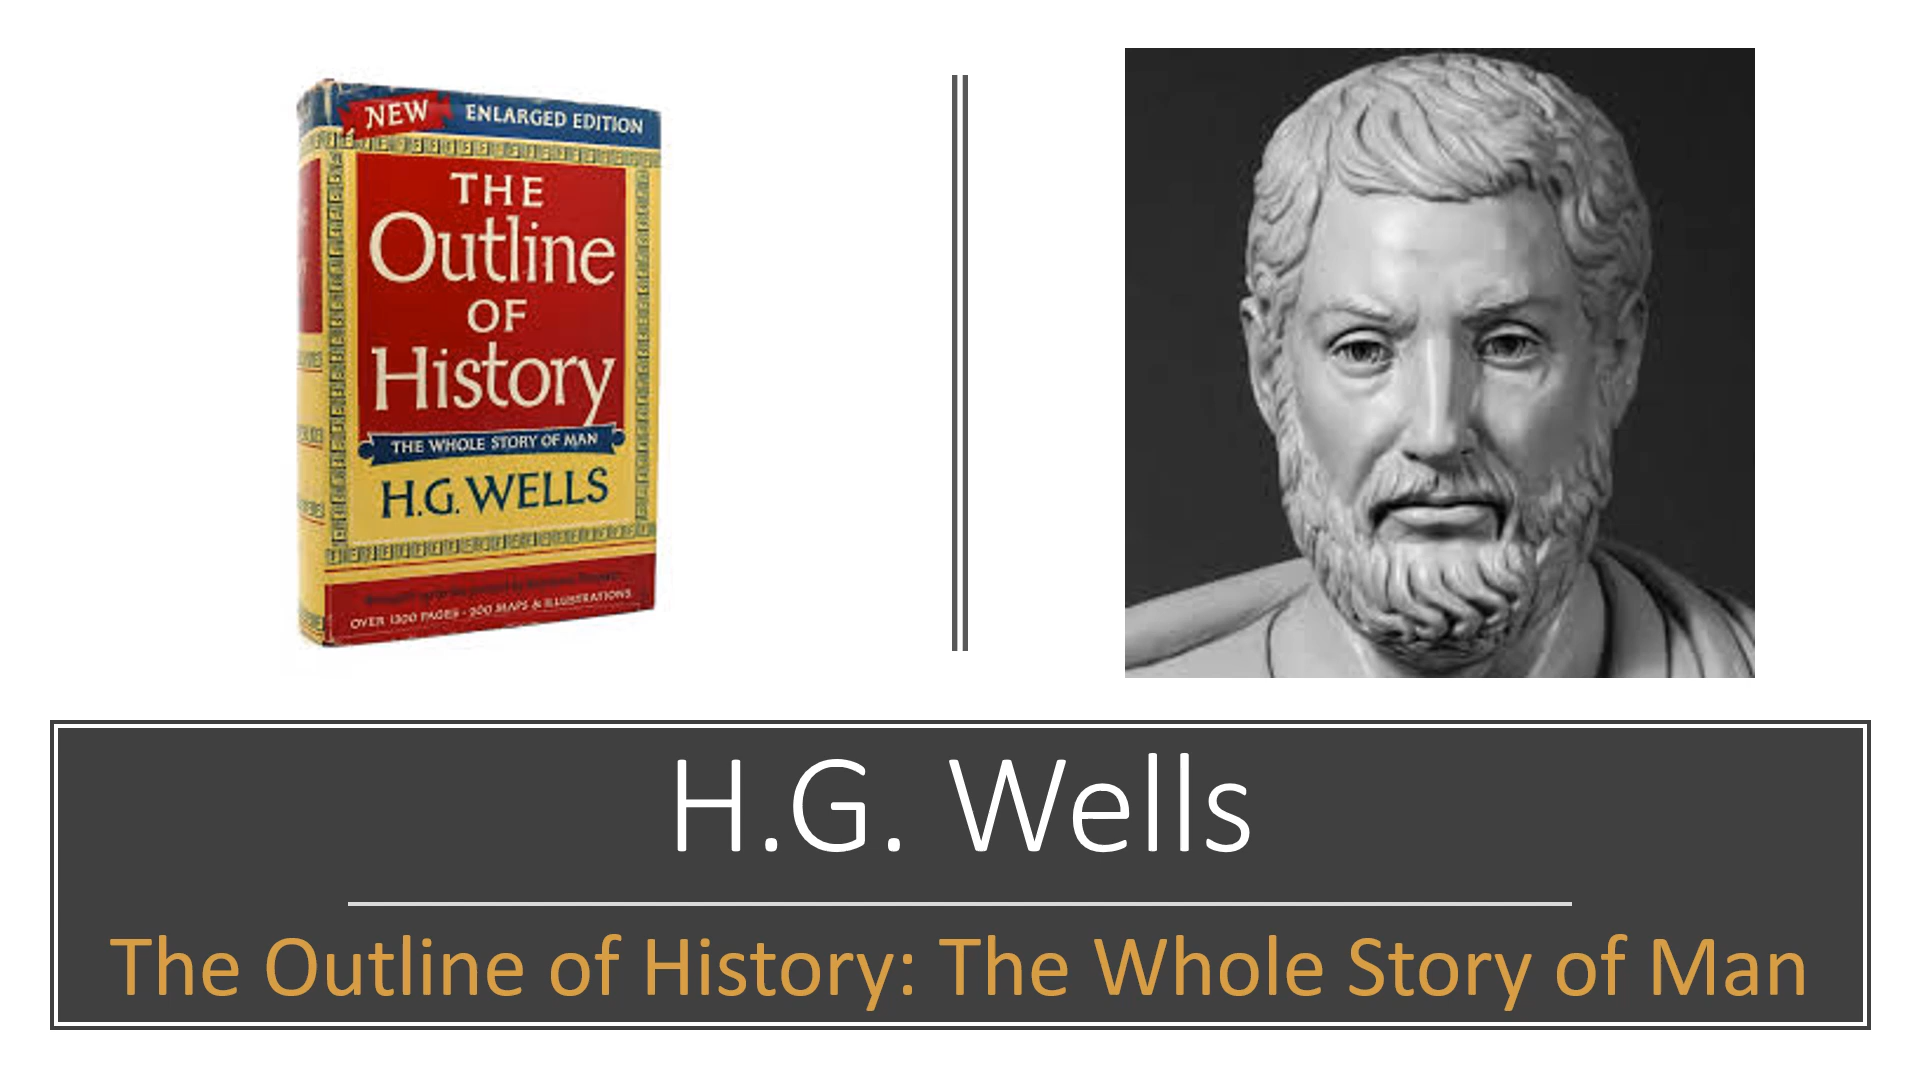 NEW ENLARGED EDITION
THE
Outline
OF
History
THE WHOLE STORY OF MAN
H.G. WELLS
OVER 1300 PAGES - 200 MAPS & ILLUSTRATIONS
H.G. Wells
The Outline of History: The Whole Story of Man